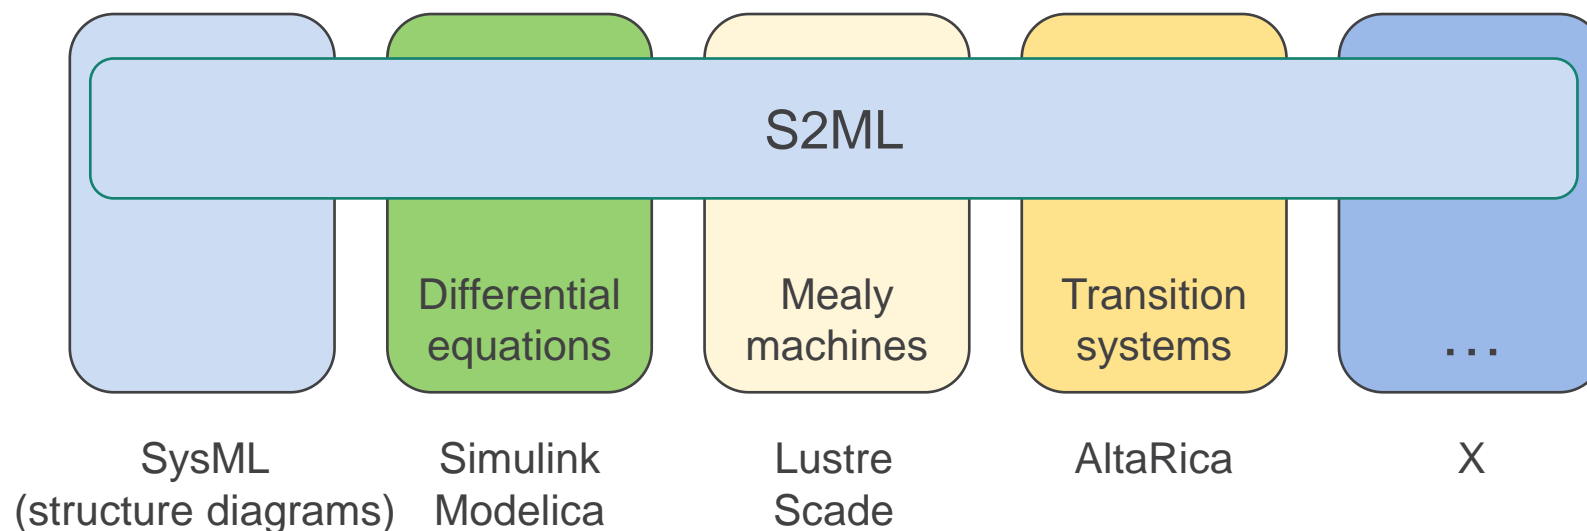 S2ML
Differential
equations
Mealy
machines
Transition
systems
...
SysML
(structure diagrams)
Simulink
Modelica
Lustre
Scade
AltaRica
X